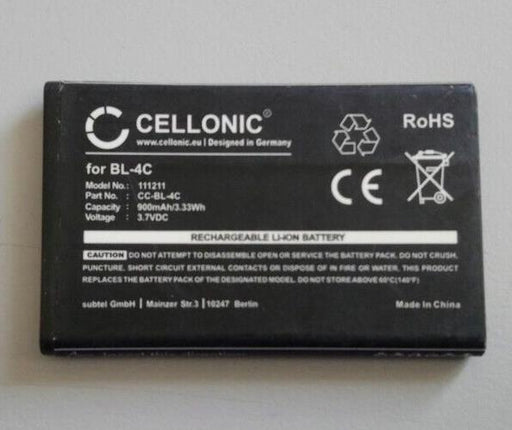 CELLONIC®
www.cellonic.eu | Designed in Germany
RoHS
for BL-4C
Model No.: 111211
Part No. : CC-BL-4C
Capacity : 900mAh/3.33Wh
Voltage : 3.7VDC
CE
RECHARGEABLE LI-ION BATTERY
CAUTION DO NOT ATTEMPT TO DISASSEMBLE OPEN OR SERVICE THE BATTERY PACK. DO NOT CRUSH.
PUNCTURE. SHORT CIRCUIT EXTERNAL CONTACTS OR DISPOSE OF IN FIRE OR WATER.
REPLACES THE BATTERY PACK OF THE DESIGNATED MODEL. DO NOT STORE ABOVE 60°C(140°F)
subtel GmbH | Mainzer Str.3 | 10247 Berlin
Made In China